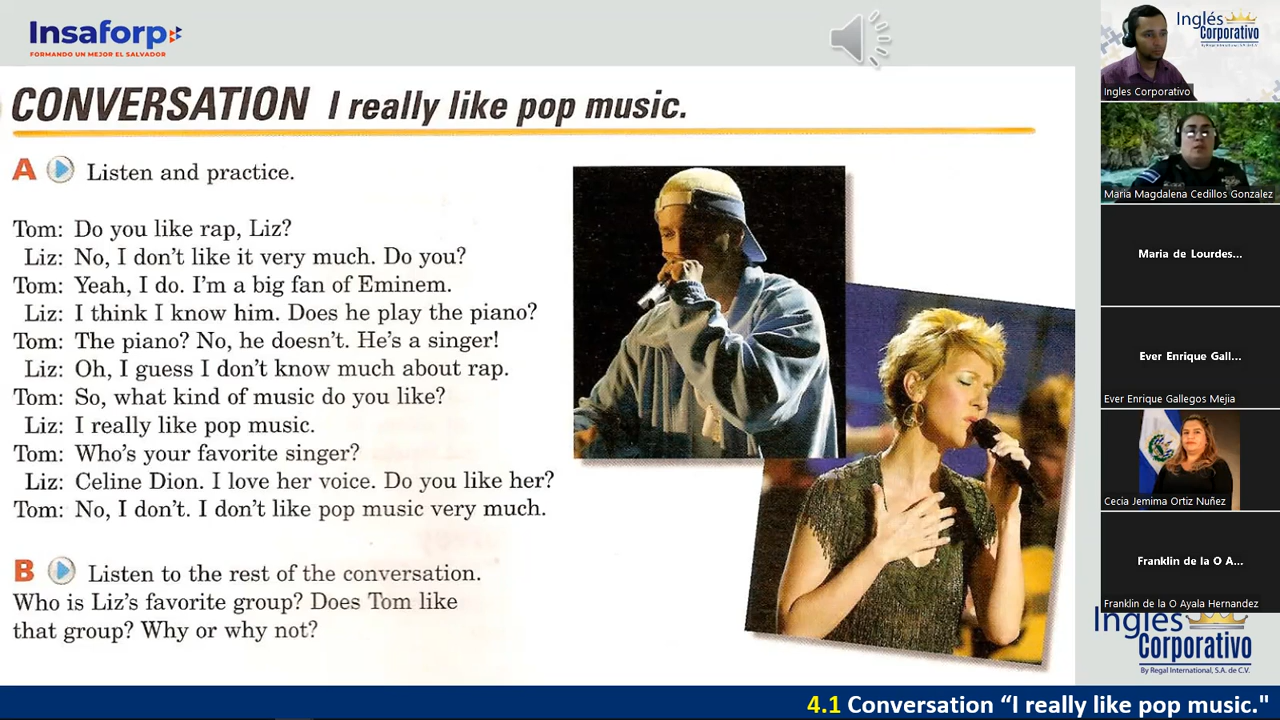 Insaforp
FORMANDO UN MEJOR EL SALVADOR
CONVERSATION I really like pop music.
A Listen and practice.
Tom: Do you like rap, Liz?
Liz: No, I don't like it very much. Do you?
Tom: Yeah, I do. I'm a big fan of Eminem.
Liz: I think I know him. Does he play the piano?
Tom: The piano? No, he doesn't. He's a singer!
Liz: Oh, I guess I don't know much about rap.
Tom: So, what kind of music do you like?
Liz: I really like pop music.
Tom: Who's your favorite singer?
Liz: Celine Dion. I love her voice. Do you like her?
Tom: No, I don't. I don't like pop music very much.
B Listen to the rest of the conversation.
Who is Liz's favorite group? Does Tom like
that group? Why or why not?
Inglés
Corporativo
By Regal International, S.A. de C.V.
Ingles Corporativo
Maria Magdalena Cedillos Gonzalez
Maria de Lourdes...
Ever Enrique Gall...
Ever Enrique Gallegos Mejia
Cecia Jemima Ortiz Nuñez
Franklin de la O A...
Franklin de la O Ayala Hernandez
Inglés
Corporativo
By Regal International, S.A. de C.V.
4.1 Conversation “I really like pop music."